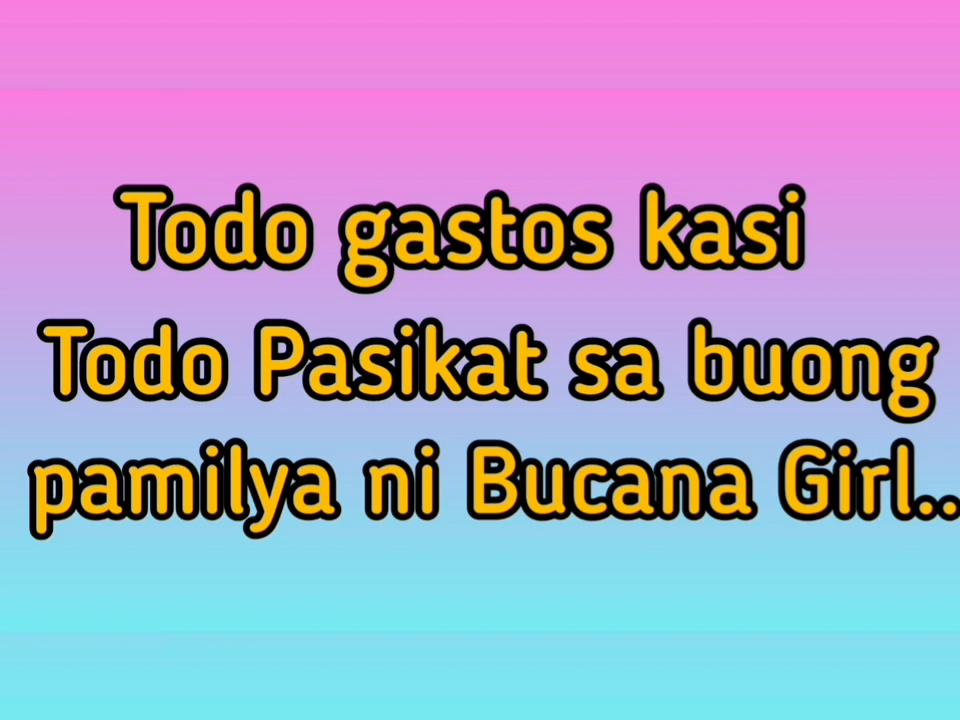 Todo gastos kasi
Todo Pasikat sa buong
pamilya ni Bucana Girl..